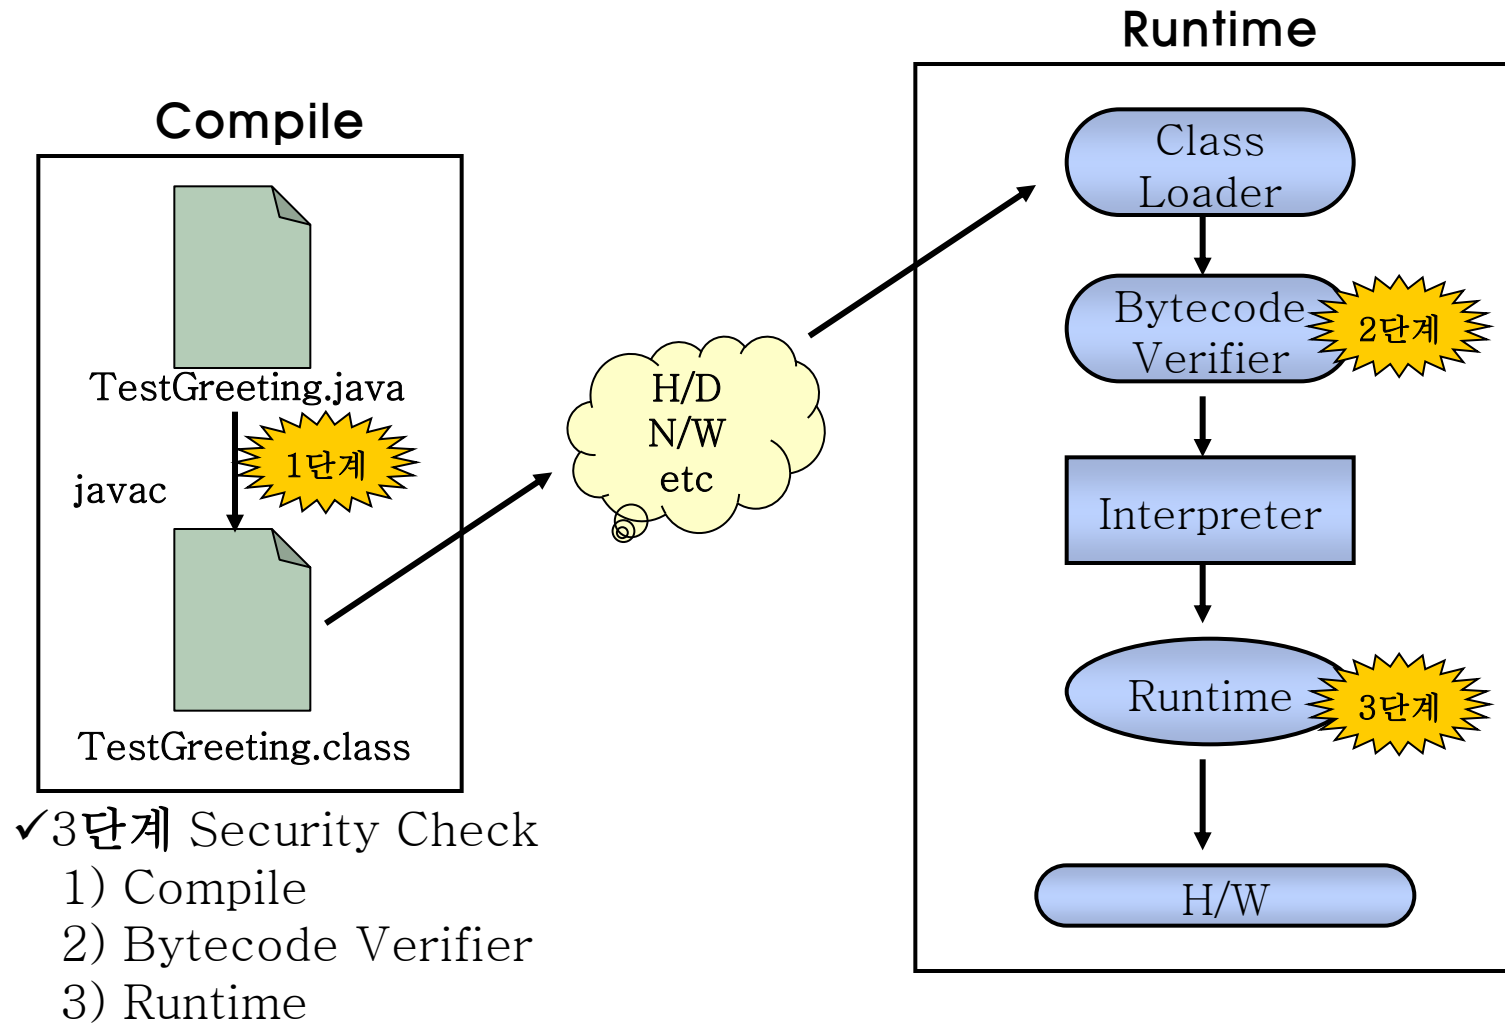 Compile
TestGreeting.java
javac
1단계
TestGreeting.class
H/D
N/W
etc
Runtime
Class
Loader
Bytecode
Verifier
2단계
Interpreter
Runtime
3단계
H/W
✓3단계 Security Check
1) Compile
2) Bytecode Verifier
3) Runtime